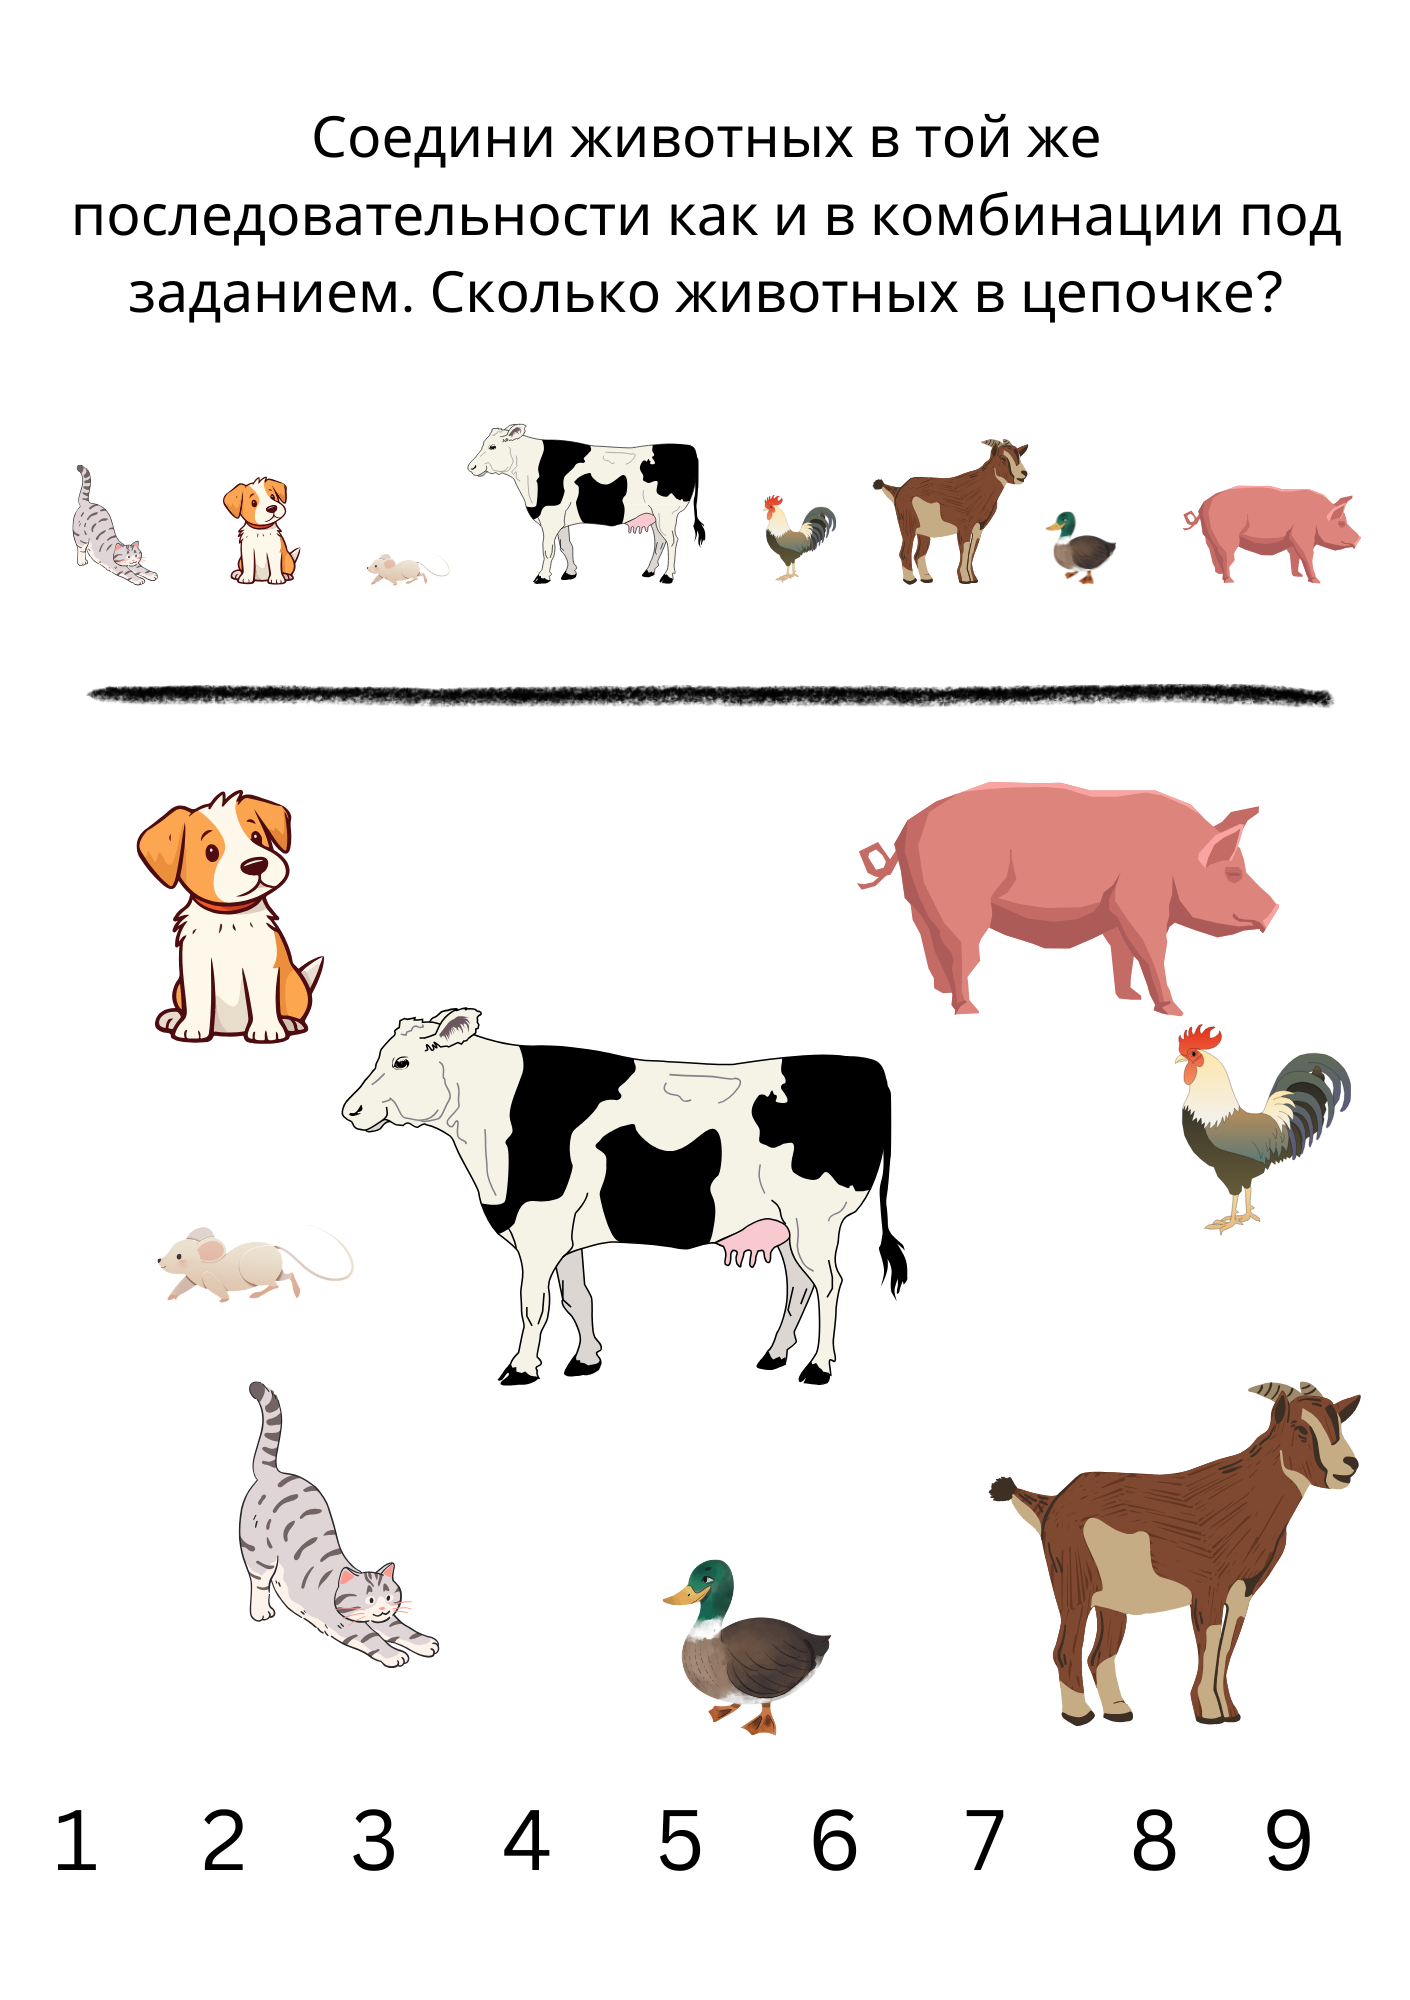 Соедини животных в той же
последовательности как и в комбинации под
заданием. Сколько животных в цепочке?
1 2 3 4 5 6 7 8 9